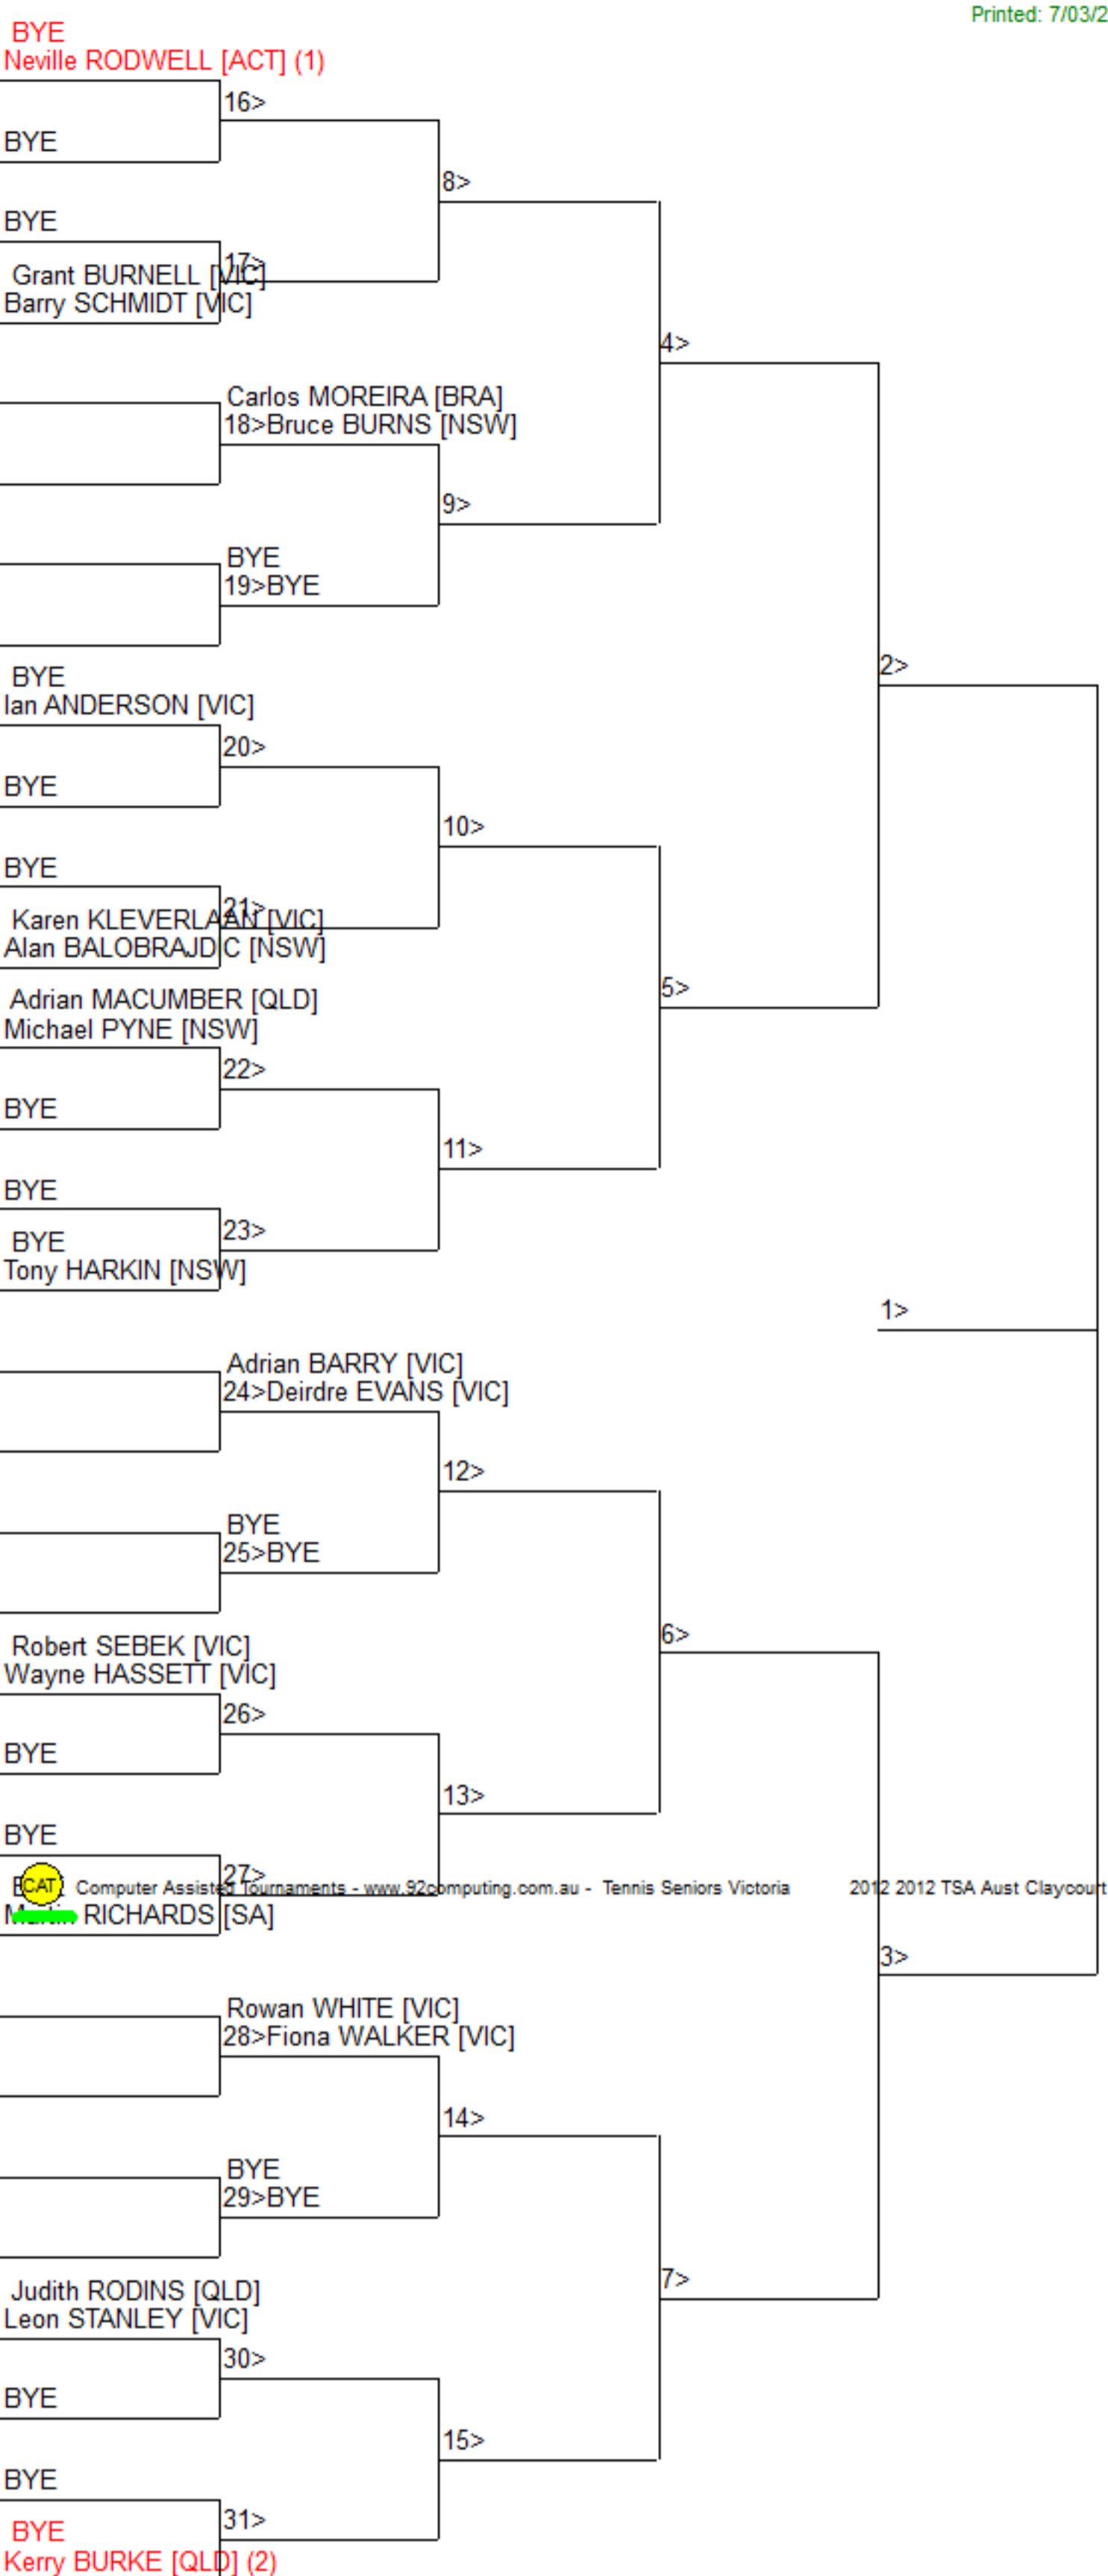 Printed: 7/03/2
BYE
Neville RODWELL [ACT] (1)
16>
BYE
8>
BYE
17>
Grant BURNELL [VIC]
Barry SCHMIDT [VIC]
4>
Carlos MOREIRA [BRA]
18>Bruce BURNS [NSW]
9>
BYE
19>BYE
2>
BYE
Ian ANDERSON [VIC]
20>
BYE
10>
BYE
21>
Karen KLEVERLAAN [VIC]
Alan BALOBRAJDIC [NSW]
5>
Adrian MACUMBER [QLD]
Michael PYNE [NSW]
22>
BYE
11>
BYE
23>
BYE
Tony HARKIN [NSW]
1>
Adrian BARRY [VIC]
24>Deirdre EVANS [VIC]
12>
BYE
25>BYE
6>
Robert SEBEK [VIC]
Wayne HASSETT [VIC]
26>
BYE
13>
BYE
27>
CAT Computer Assisted Tournaments - www.92computing.com.au - Tennis Seniors Victoria 2012 2012 TSA Aust Claycourt
RICHARDS [SA]
3>
Rowan WHITE [VIC]
28>Fiona WALKER [VIC]
14>
BYE
29>BYE
7>
Judith RODINS [QLD]
Leon STANLEY [VIC]
30>
BYE
15>
BYE
31>
BYE
Kerry BURKE [QLD] (2)